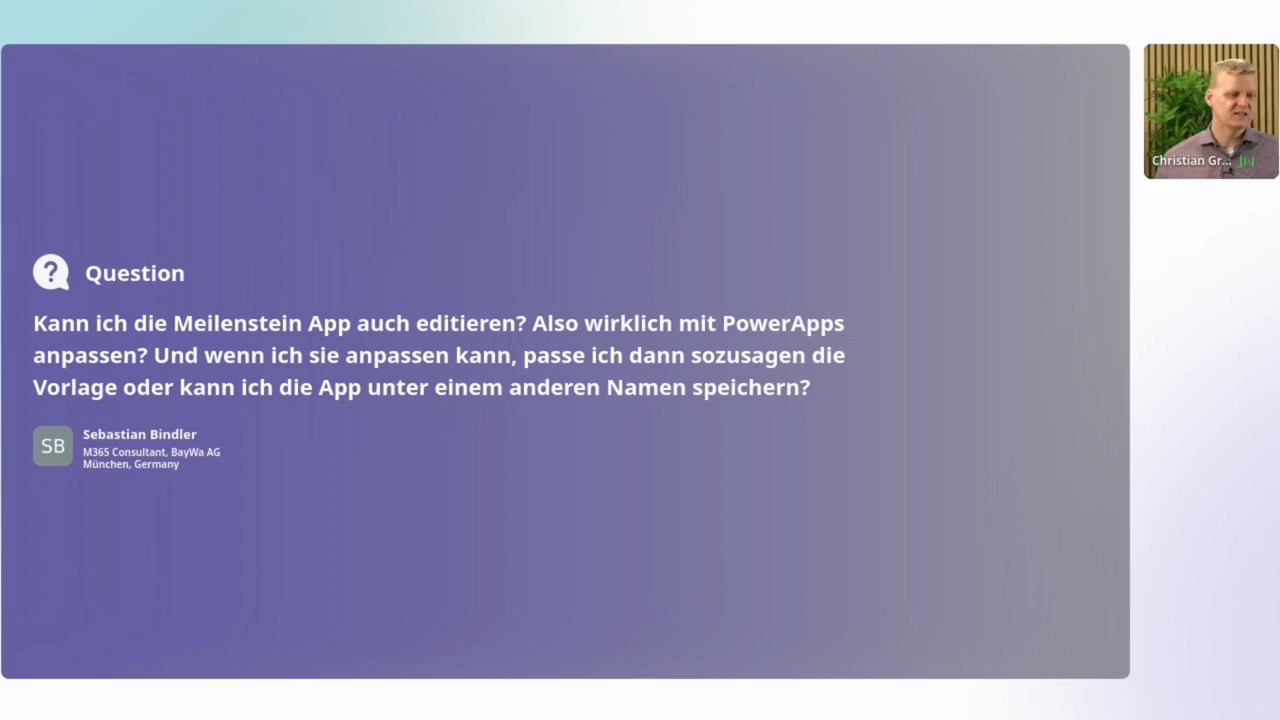 Question
Kann ich die Meilenstein App auch editieren? Also wirklich mit PowerApps
anpassen? Und wenn ich sie anpassen kann, passe ich dann sozusagen die
Vorlage oder kann ich die App unter einem anderen Namen speichern?
SB
Sebastian Bindler
M365 Consultant, BayWa AG
München, Germany
Christian Gr...